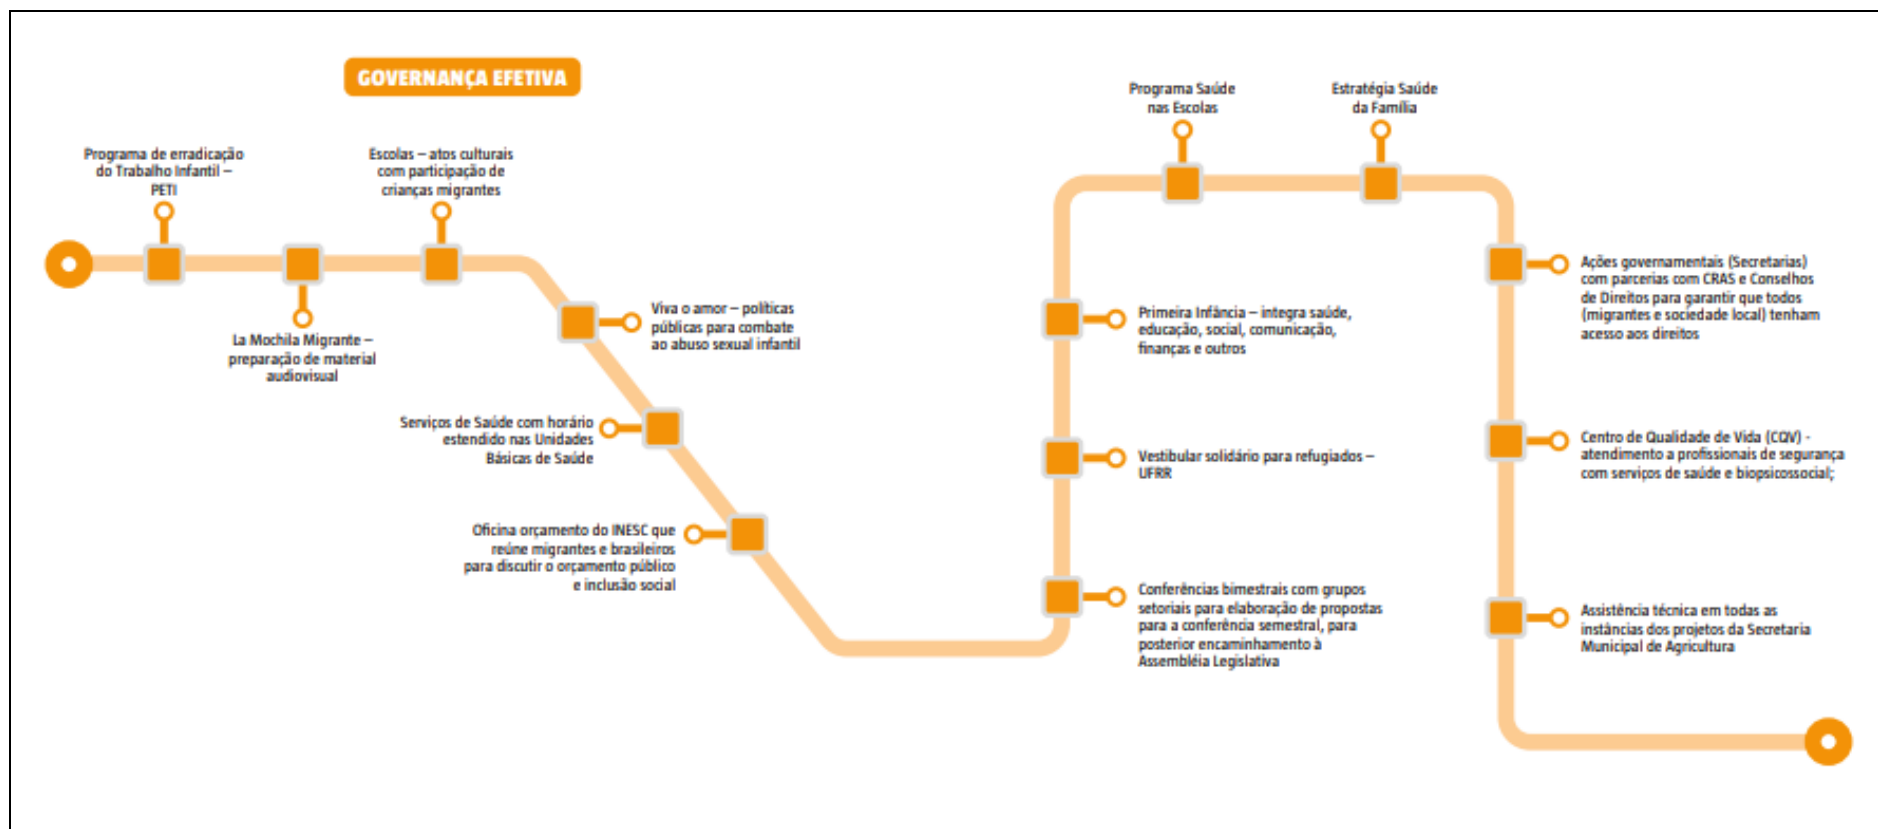 GOVERNANÇA EFETIVA
Programa de erradicação
do Trabalho Infantil –
PETI
La Mochila Migrante –
preparação de material
audiovisual
Escolas – atos culturais
com participação de
crianças migrantes
Viva o amor – políticas
públicas para combate
ao abuso sexual infantil
Serviços de Saúde com horário
estendido nas Unidades
Básicas de Saúde
Oficina orçamento do INESC que
reúne migrantes e brasileiros
para discutir o orçamento público
e inclusão social
Conferências bimestrais com grupos
setoriais para elaboração de propostas
para a conferência semestral, para
posterior encaminhamento à
Assembléia Legislativa
Vestibular solidário para refugiados –
UFRR
Primeira Infância – integra saúde,
educação, social, comunicação,
finanças e outros
Programa Saúde
nas Escolas
Estratégia Saúde
da Família
Ações governamentais (Secretarias)
com parcerias com CRAS e Conselhos
de Direitos para garantir que todos
(migrantes e sociedade local) tenham
acesso aos direitos
Centro de Qualidade de Vida (CQV) -
atendimento a profissionais de segurança
com serviços de saúde e biopsicossocial;
Assistência técnica em todas as
instâncias dos projetos da Secretaria
Municipal de Agricultura